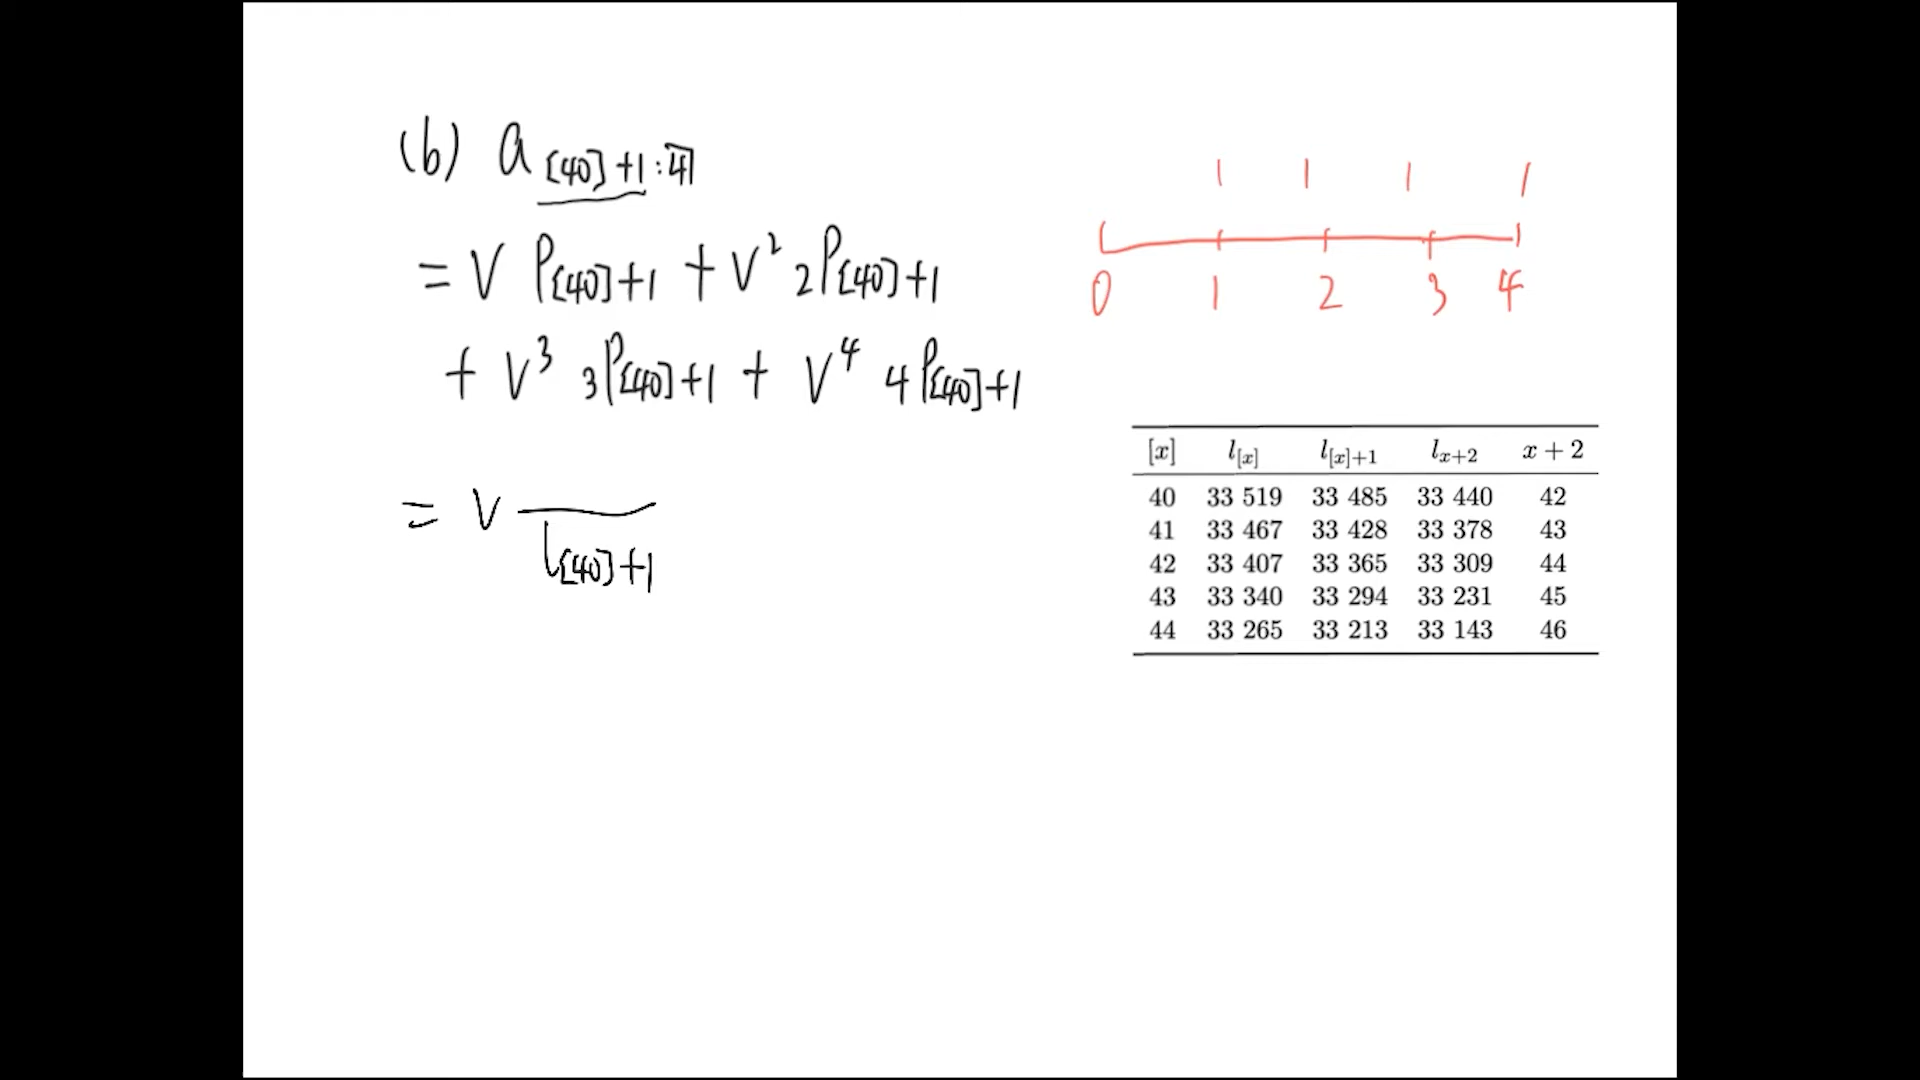 (b) a [40]+1:4̅|
= V P[40]+1 + V² ₂P[40]+1
+ V³ ₃P[40]+1 + V⁴ ₄P[40]+1
= V ―― l[40]+1
1 1 1 1
0 1 2 3 4
[x] l[x] l[x]+1 lx+2 x + 2
40 33 519 33 485 33 440 42
41 33 467 33 428 33 378 43
42 33 407 33 365 33 309 44
43 33 340 33 294 33 231 45
44 33 265 33 213 33 143 46